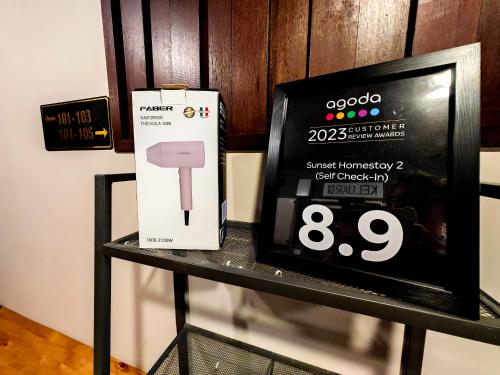 101-103
104-105
FABER
HAIRDRYER
FHD VIOLA 1088
1800-2100W
agoda
2023 CUSTOMER
REVIEW AWARDS
Sunset Homestay 2
(Self Check-In)
KELUAR
8.9